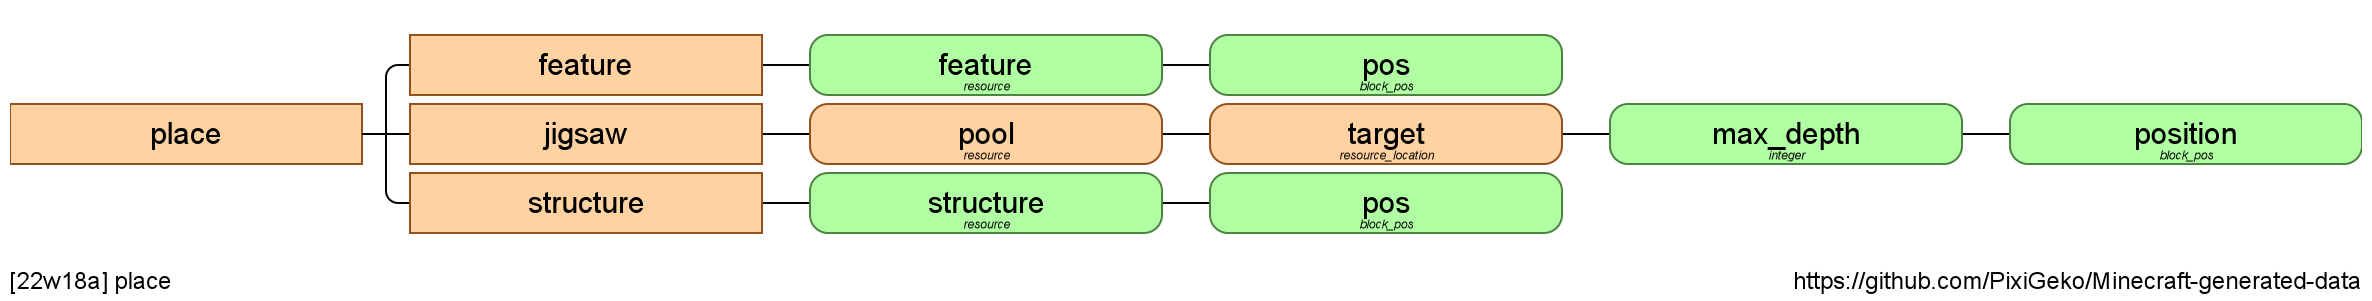 feature
feature
resource
pos
block_pos
place
jigsaw
pool
resource
target
resource_location
max_depth
integer
position
block_pos
structure
structure
resource
pos
block_pos
[22w18a] place
https://github.com/PixiGeko/Minecraft-generated-data